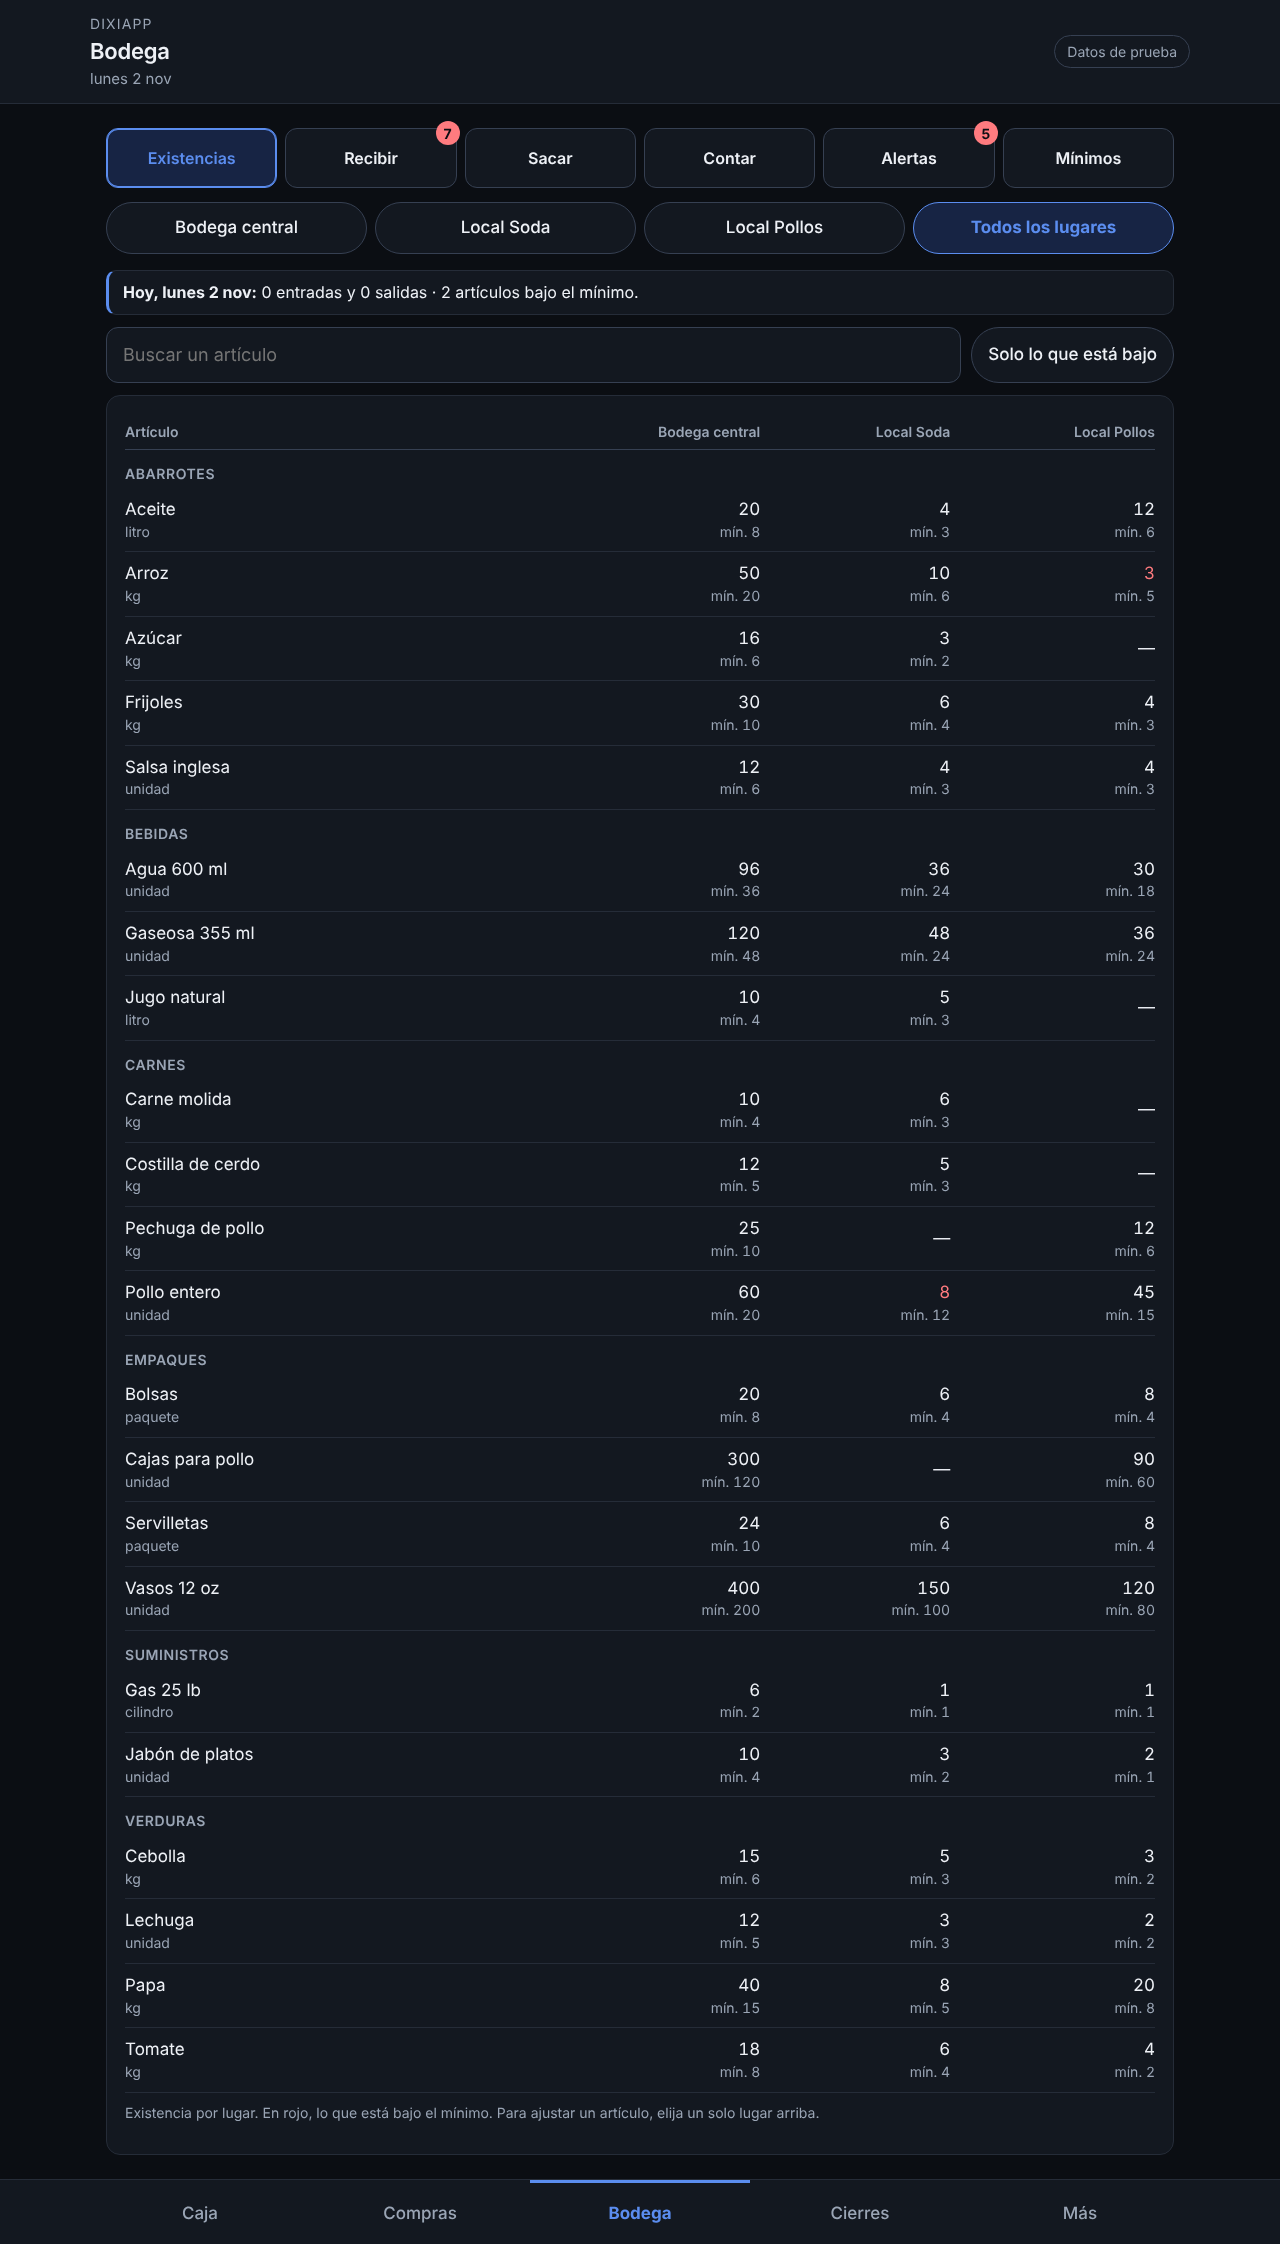 DIXIAPP
Bodega
lunes 2 nov
Datos de prueba
Existencias
Recibir
7
Sacar
Contar
Alertas
5
Mínimos
Bodega central
Local Soda
Local Pollos
Todos los lugares
Hoy, lunes 2 nov: 0 entradas y 0 salidas · 2 artículos bajo el mínimo.
Buscar un artículo
Solo lo que está bajo
Artículo Bodega central Local Soda Local Pollos
ABARROTES
Aceite 20 4 12
litro mín. 8 mín. 3 mín. 6
Arroz 50 10 3
kg mín. 20 mín. 6 mín. 5
Azúcar 16 3 —
kg mín. 6 mín. 2
Frijoles 30 6 4
kg mín. 10 mín. 4 mín. 3
Salsa inglesa 12 4 4
unidad mín. 6 mín. 3 mín. 3
BEBIDAS
Agua 600 ml 96 36 30
unidad mín. 36 mín. 24 mín. 18
Gaseosa 355 ml 120 48 36
unidad mín. 48 mín. 24 mín. 24
Jugo natural 10 5 —
litro mín. 4 mín. 3
CARNES
Carne molida 10 6 —
kg mín. 4 mín. 3
Costilla de cerdo 12 5 —
kg mín. 5 mín. 3
Pechuga de pollo 25 — 12
kg mín. 10 mín. 6
Pollo entero 60 8 45
unidad mín. 20 mín. 12 mín. 15
EMPAQUES
Bolsas 20 6 8
paquete mín. 8 mín. 4 mín. 4
Cajas para pollo 300 — 90
unidad mín. 120 mín. 60
Servilletas 24 6 8
paquete mín. 10 mín. 4 mín. 4
Vasos 12 oz 400 150 120
unidad mín. 200 mín. 100 mín. 80
SUMINISTROS
Gas 25 lb 6 1 1
cilindro mín. 2 mín. 1 mín. 1
Jabón de platos 10 3 2
unidad mín. 4 mín. 2 mín. 1
VERDURAS
Cebolla 15 5 3
kg mín. 6 mín. 3 mín. 2
Lechuga 12 3 2
unidad mín. 5 mín. 3 mín. 2
Papa 40 8 20
kg mín. 15 mín. 5 mín. 8
Tomate 18 6 4
kg mín. 8 mín. 4 mín. 2
Existencia por lugar. En rojo, lo que está bajo el mínimo. Para ajustar un artículo, elija un solo lugar arriba.
Caja
Compras
Bodega
Cierres
Más